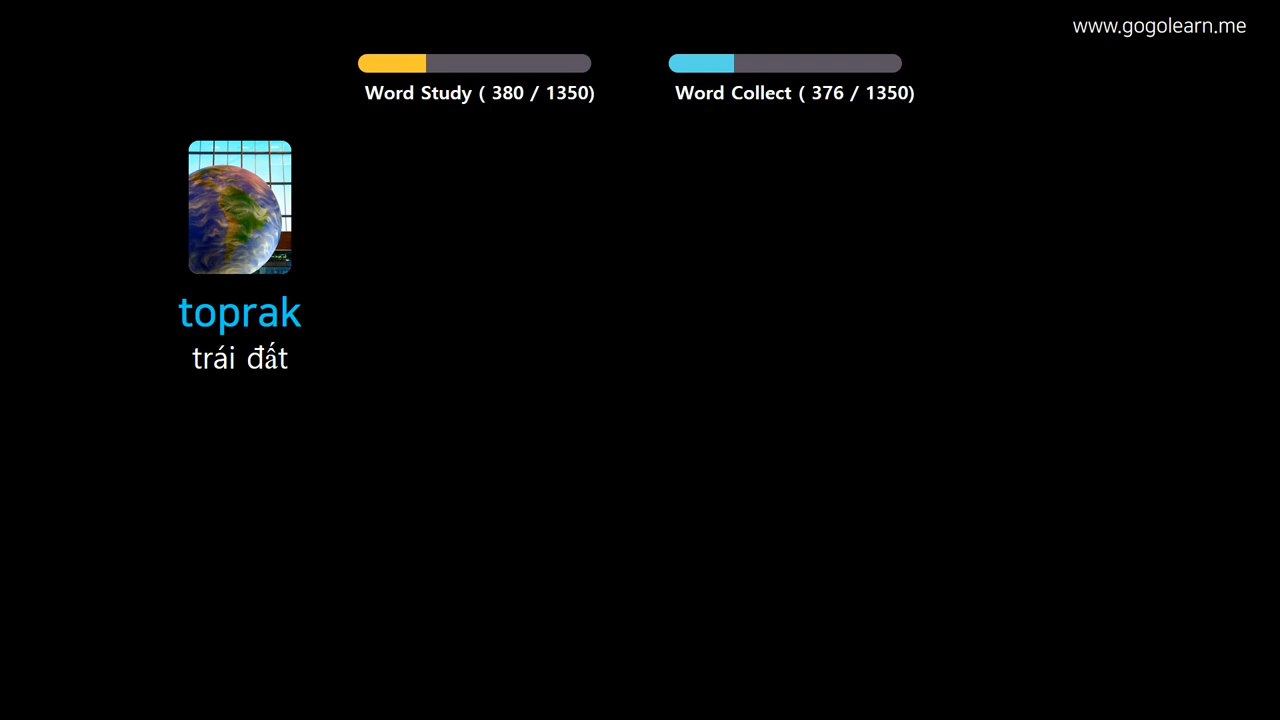 www.gogolearn.me
Word Study ( 380 / 1350)
Word Collect ( 376 / 1350)
toprak
trái đất